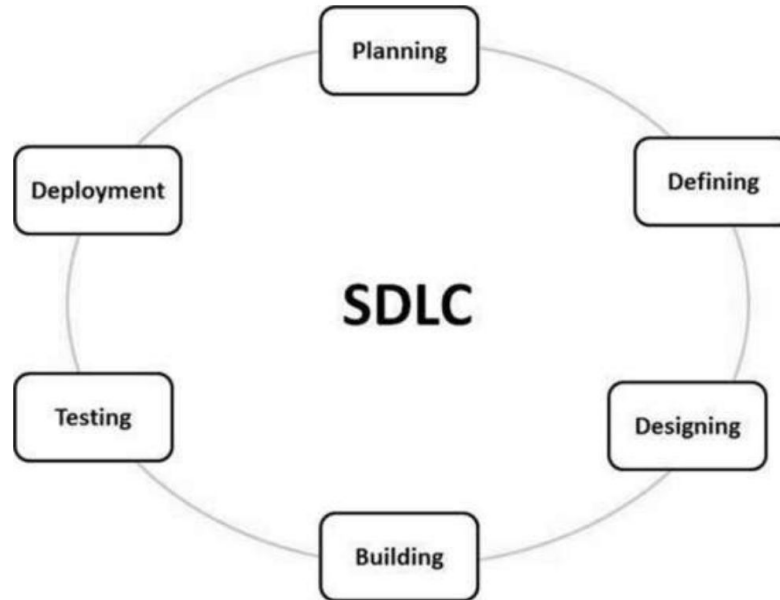 Planning
Defining
Designing
Building
Testing
Deployment
SDLC